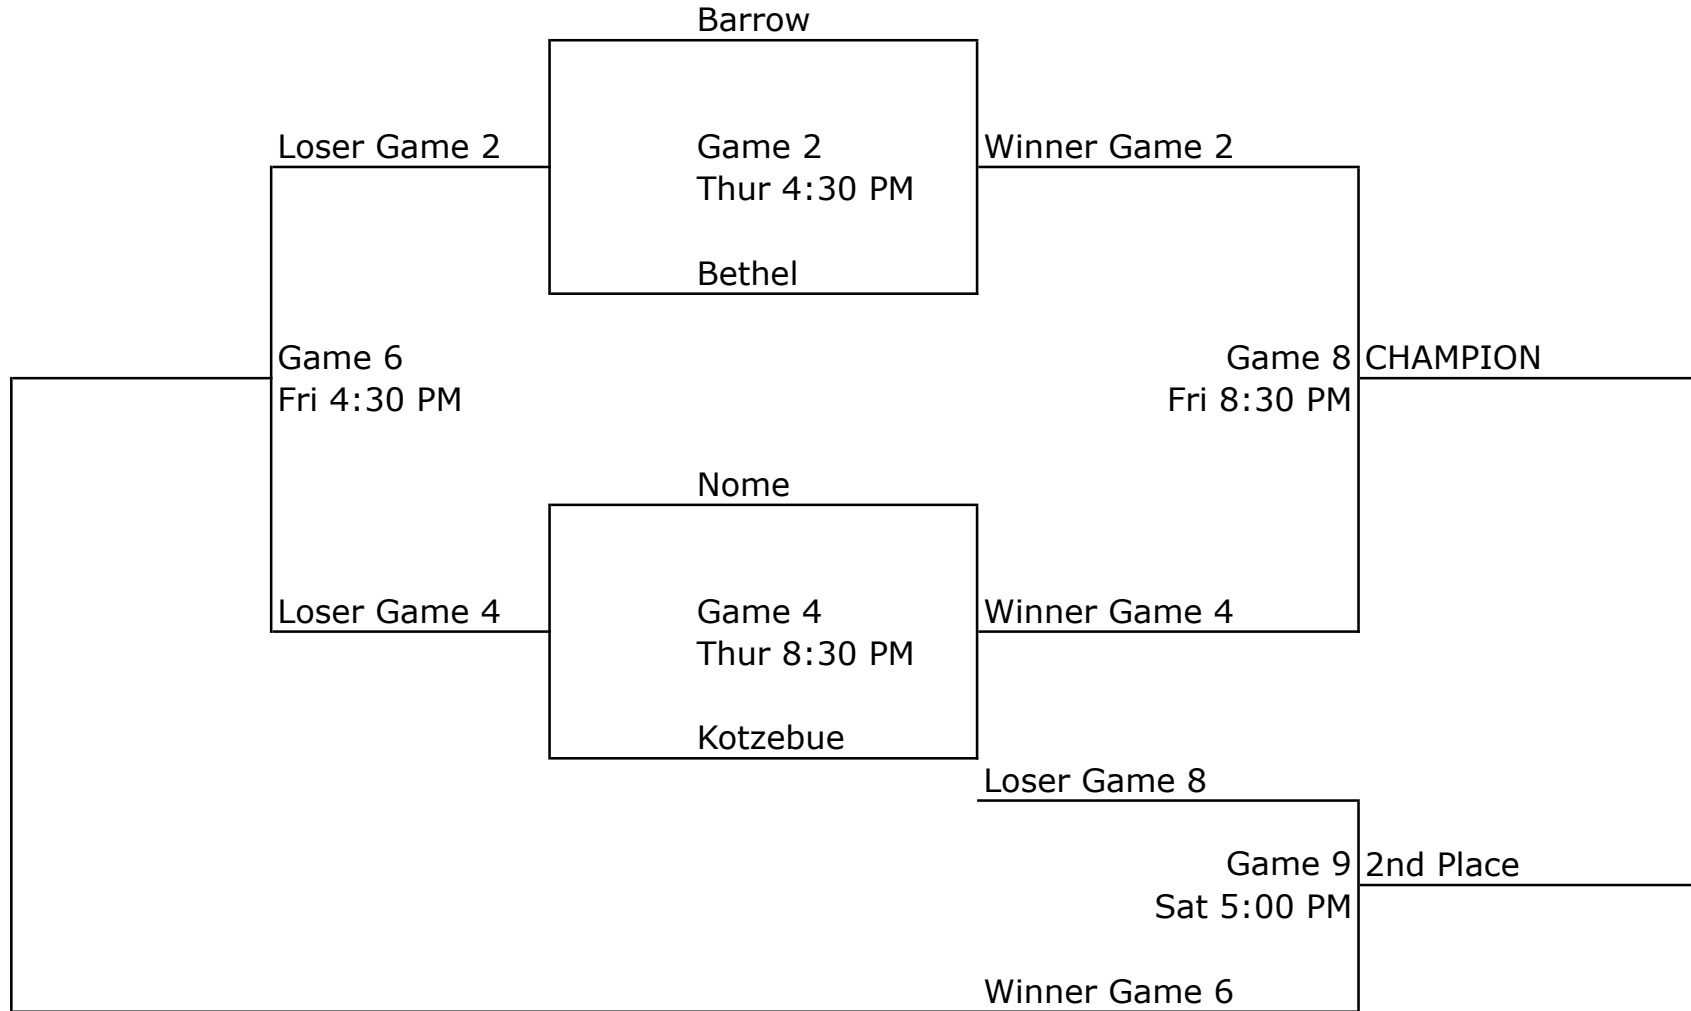 Barrow
Loser Game 2
Game 2
Winner Game 2
Thur 4:30 PM
Bethel
Game 6
Game 8
CHAMPION
Fri 4:30 PM
Fri 8:30 PM
Nome
Loser Game 4
Game 4
Winner Game 4
Thur 8:30 PM
Kotzebue
Loser Game 8
Game 9
2nd Place
Sat 5:00 PM
Winner Game 6